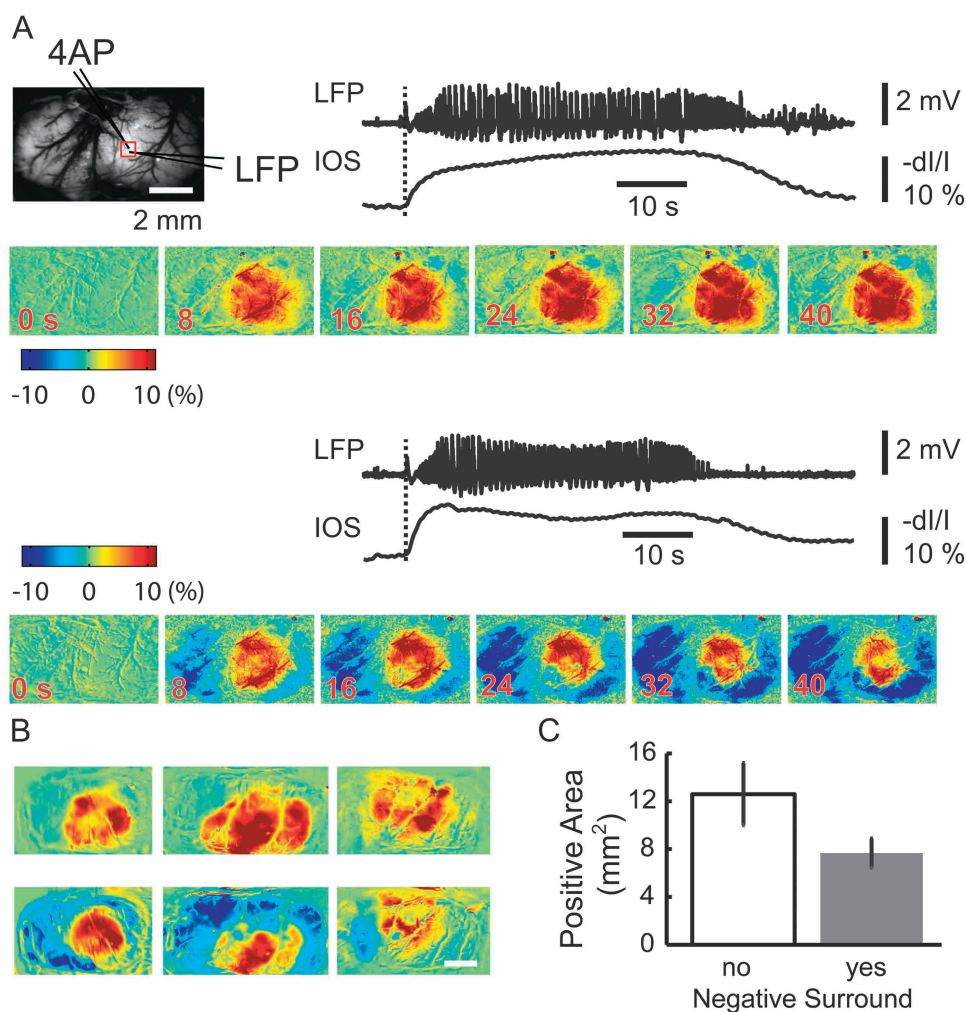 A
4AP
LFP
2 mm
LFP
2 mV
IOS
-dI/I
10 %
10 s
0 s
8
16
24
32
40
-10 0 10 (%)
LFP
2 mV
IOS
-dI/I
10 %
10 s
-10 0 10 (%)
0 s
8
16
24
32
40
B
C
Positive Area
(mm²)
16
12
8
4
0
no
yes
Negative Surround